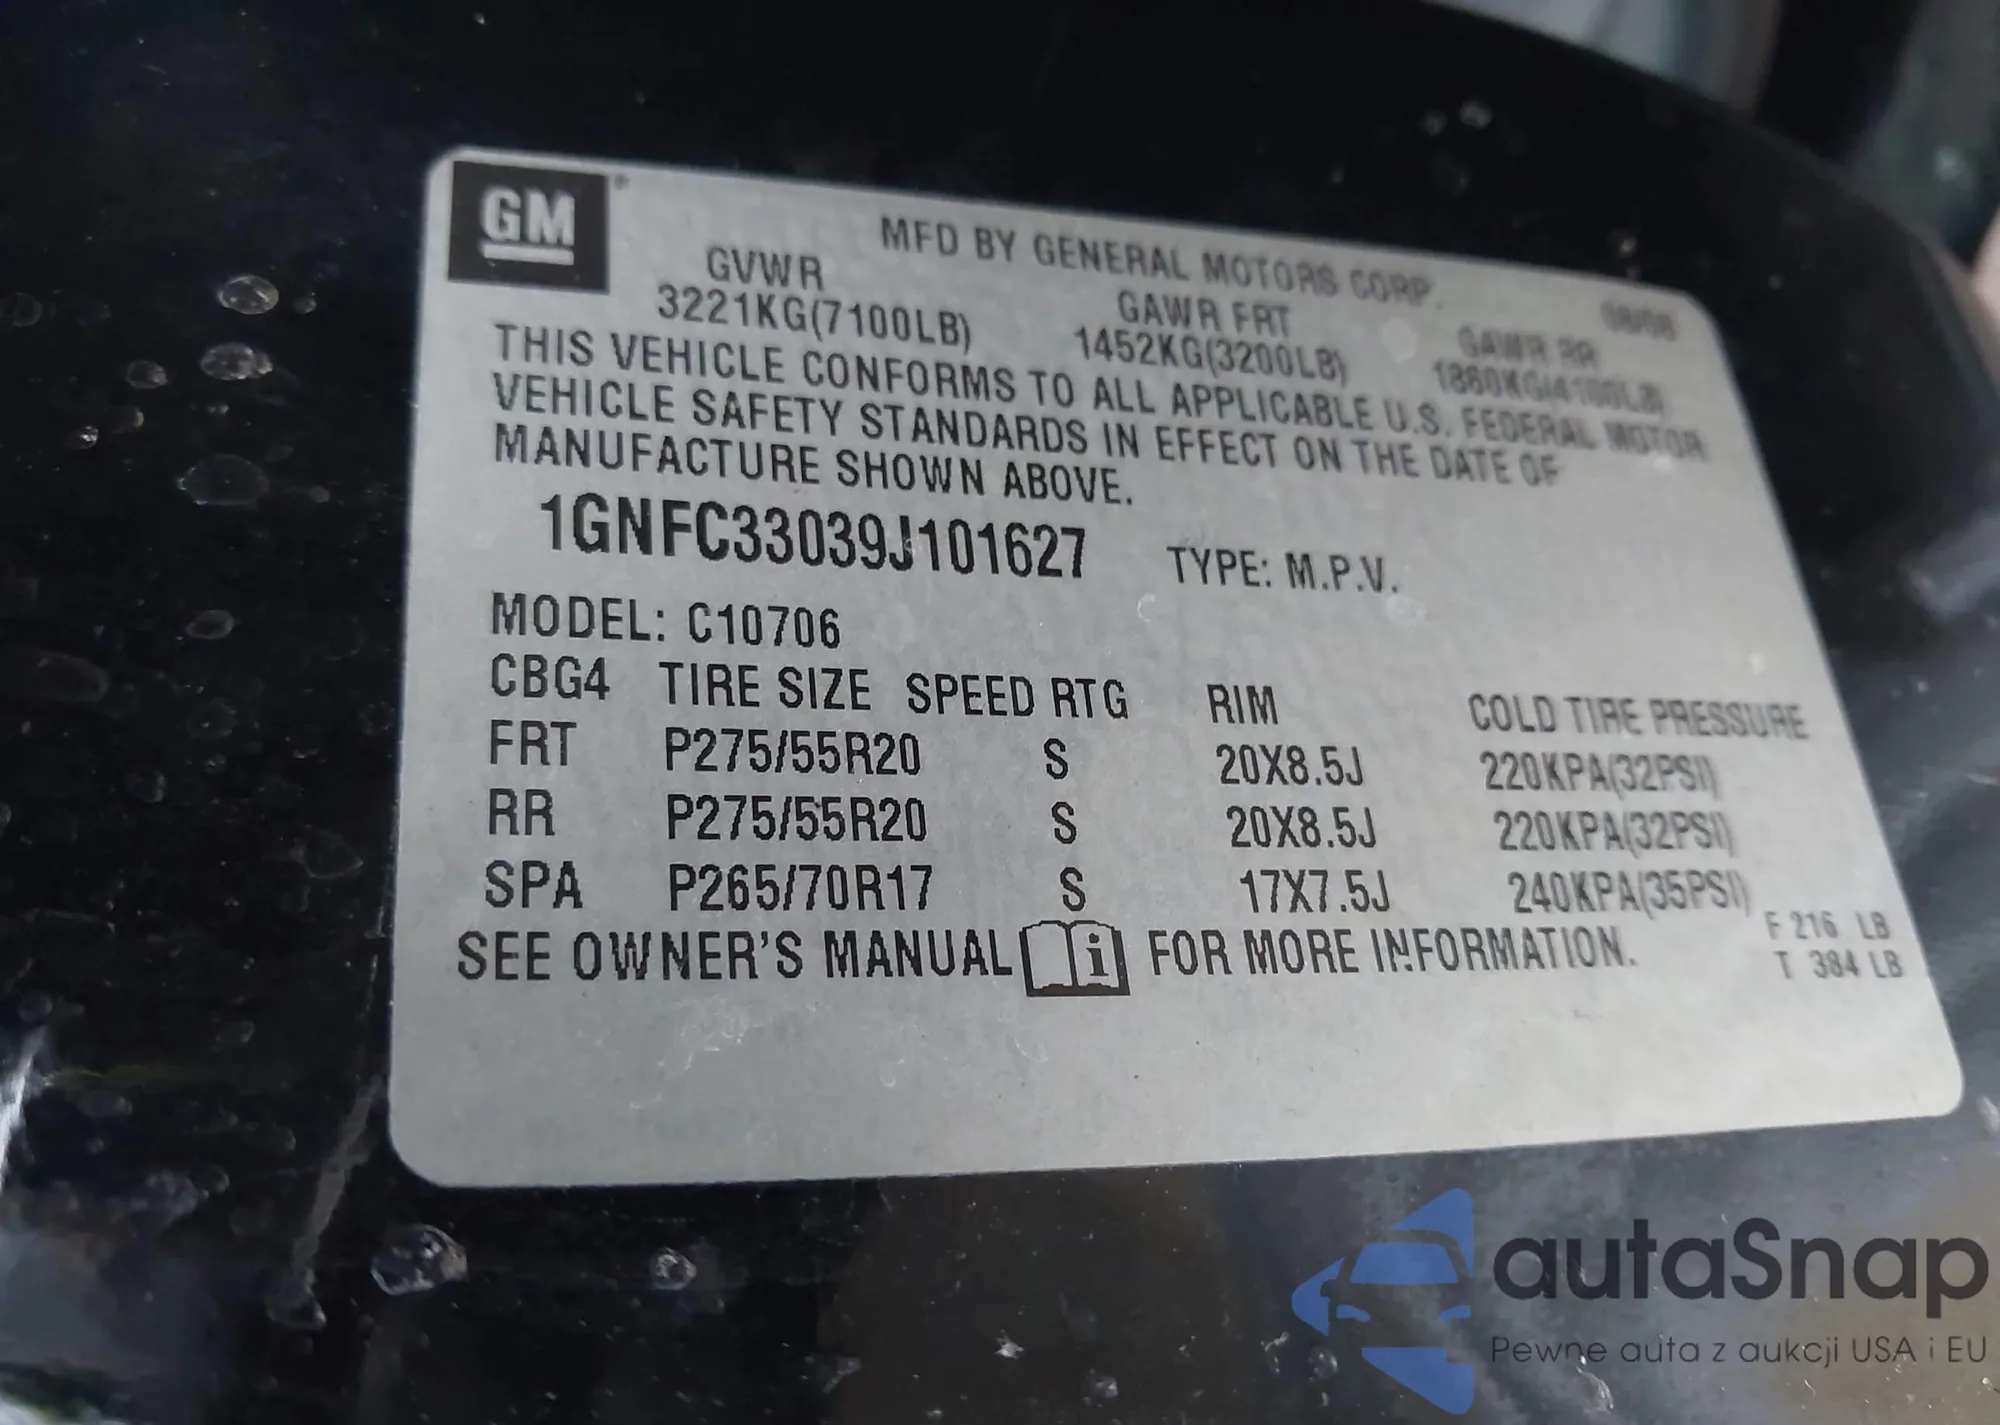 GM
MFD BY GENERAL MOTORS CORP.
GVWR GAWR FRT GAWR RR
3221KG(7100LB) 1452KG(3200LB) 1860KG(4100LB)
THIS VEHICLE CONFORMS TO ALL APPLICABLE U.S. FEDERAL MOTOR
VEHICLE SAFETY STANDARDS IN EFFECT ON THE DATE OF
MANUFACTURE SHOWN ABOVE.
1GNFC33039J101627 TYPE: M.P.V.
MODEL: C10706
CBG4 TIRE SIZE SPEED RTG RIM COLD TIRE PRESSURE
FRT P275/55R20 S 20X8.5J 220KPA(32PSI)
RR P275/55R20 S 20X8.5J 220KPA(32PSI)
SPA P265/70R17 S 17X7.5J 240KPA(35PSI)
SEE OWNER'S MANUAL i FOR MORE INFORMATION.
F 216 LB
T 384 LB
autaSnap
Pewne auta z aukcji USA i EU